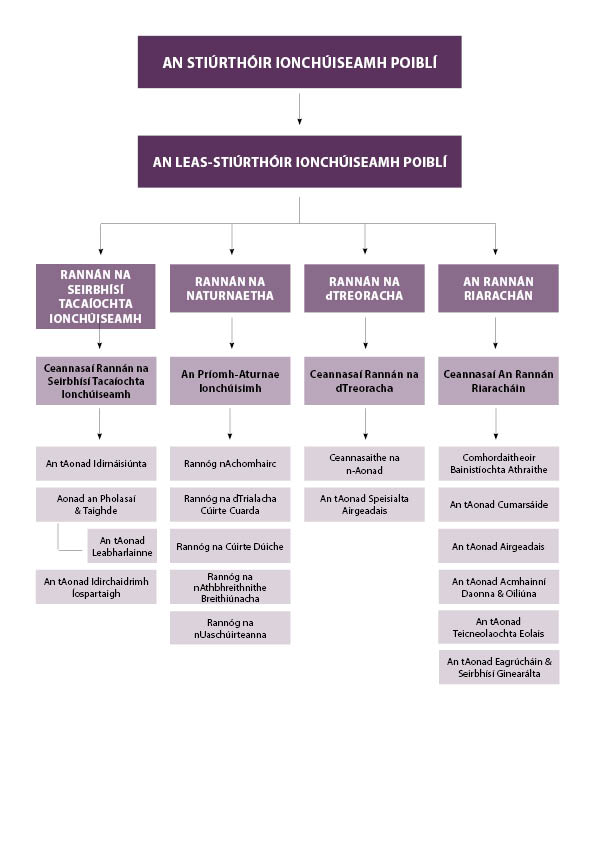 AN STIÚRTHÓIR IONCHÚISEAMH POIBLÍ
AN LEAS-STIÚRTHÓIR IONCHÚISEAMH POIBLÍ
RANNÁN NA
SEIRBHÍSÍ
TACAÍOCHTA
IONCHÚISEAMH
RANNÁN NA
NATURNAETHA
RANNÁN NA
dTREORACHA
AN RANNÁN
RIARACHÁN
Ceannasaí Rannán na
Seirbhísí Tacaíochta
Ionchúiseamh
An Príomh-Aturnae
Ionchúisimh
Ceannasaí Rannán na
dTreoracha
Ceannasaí An Rannán
Riaracháin
An tAonad Idirnáisiúnta
Aonad an Pholasaí
& Taighde
An tAonad
Leabharlainne
An tAonad Idirchaidrimh
Íospartaigh
Rannóg nAchomhairc
Rannóg na dTrialacha
Cúirte Cuarda
Rannóg na Cúirte Dúiche
Rannóg na
nAthbhreithnithe
Breithiúnacha
Rannóg na
nUaschúirteanna
Ceannasaithe na
n-Aonad
An tAonad Speisialta
Airgeadais
Comhordaitheoir
Bainistíochta Athraithe
An tAonad Cumarsáide
An tAonad Airgeadais
An tAonad Acmhainní
Daonna & Oiliúna
An tAonad
Teicneolaochta Eolais
An tAonad Eagrúcháin &
Seirbhísí Ginearálta